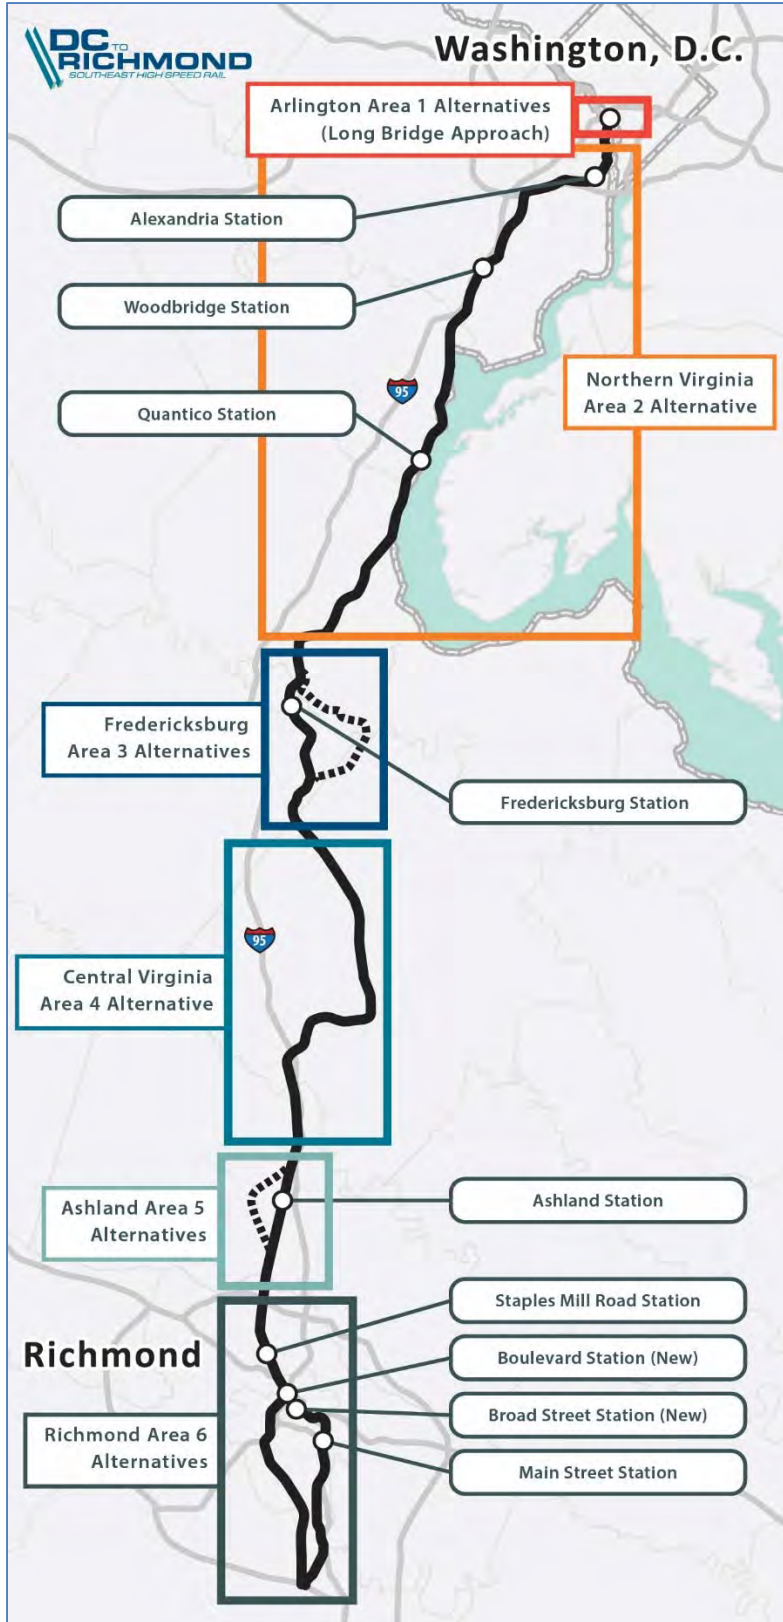 DC TO
RICHMOND
SOUTHEAST HIGH SPEED RAIL
Washington, D.C.
Arlington Area 1 Alternatives
(Long Bridge Approach)
Alexandria Station
Woodbridge Station
Northern Virginia
Area 2 Alternative
95
Quantico Station
Fredericksburg
Area 3 Alternatives
Fredericksburg Station
95
Central Virginia
Area 4 Alternative
Ashland Area 5
Alternatives
Ashland Station
Staples Mill Road Station
Richmond
Boulevard Station (New)
Broad Street Station (New)
Richmond Area 6
Alternatives
Main Street Station